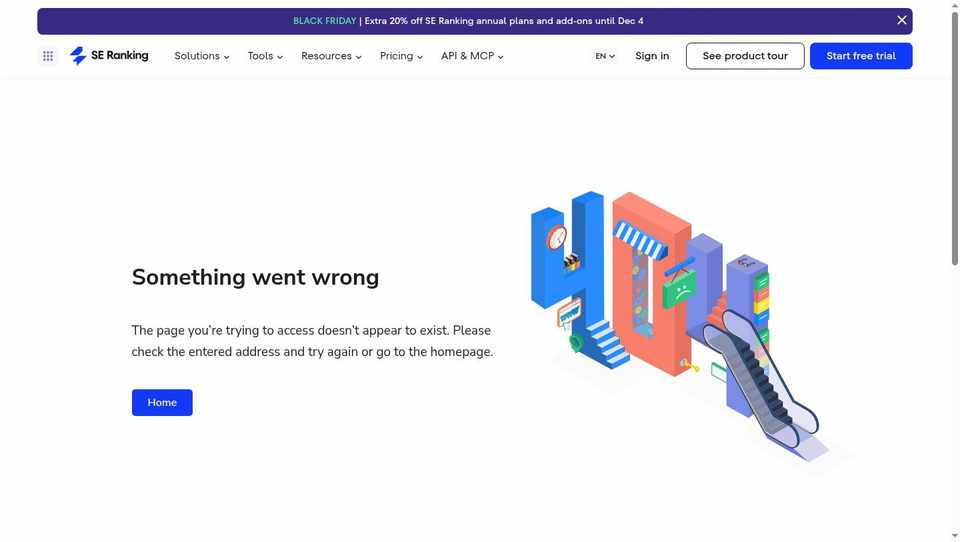 BLACK FRIDAY | Extra 20% off SE Ranking annual plans and add-ons until Dec 4
SE Ranking Solutions Tools Resources Pricing API & MCP EN Sign in See product tour Start free trial
Something went wrong
The page you're trying to access doesn't appear to exist. Please
check the entered address and try again or go to the homepage.
Home